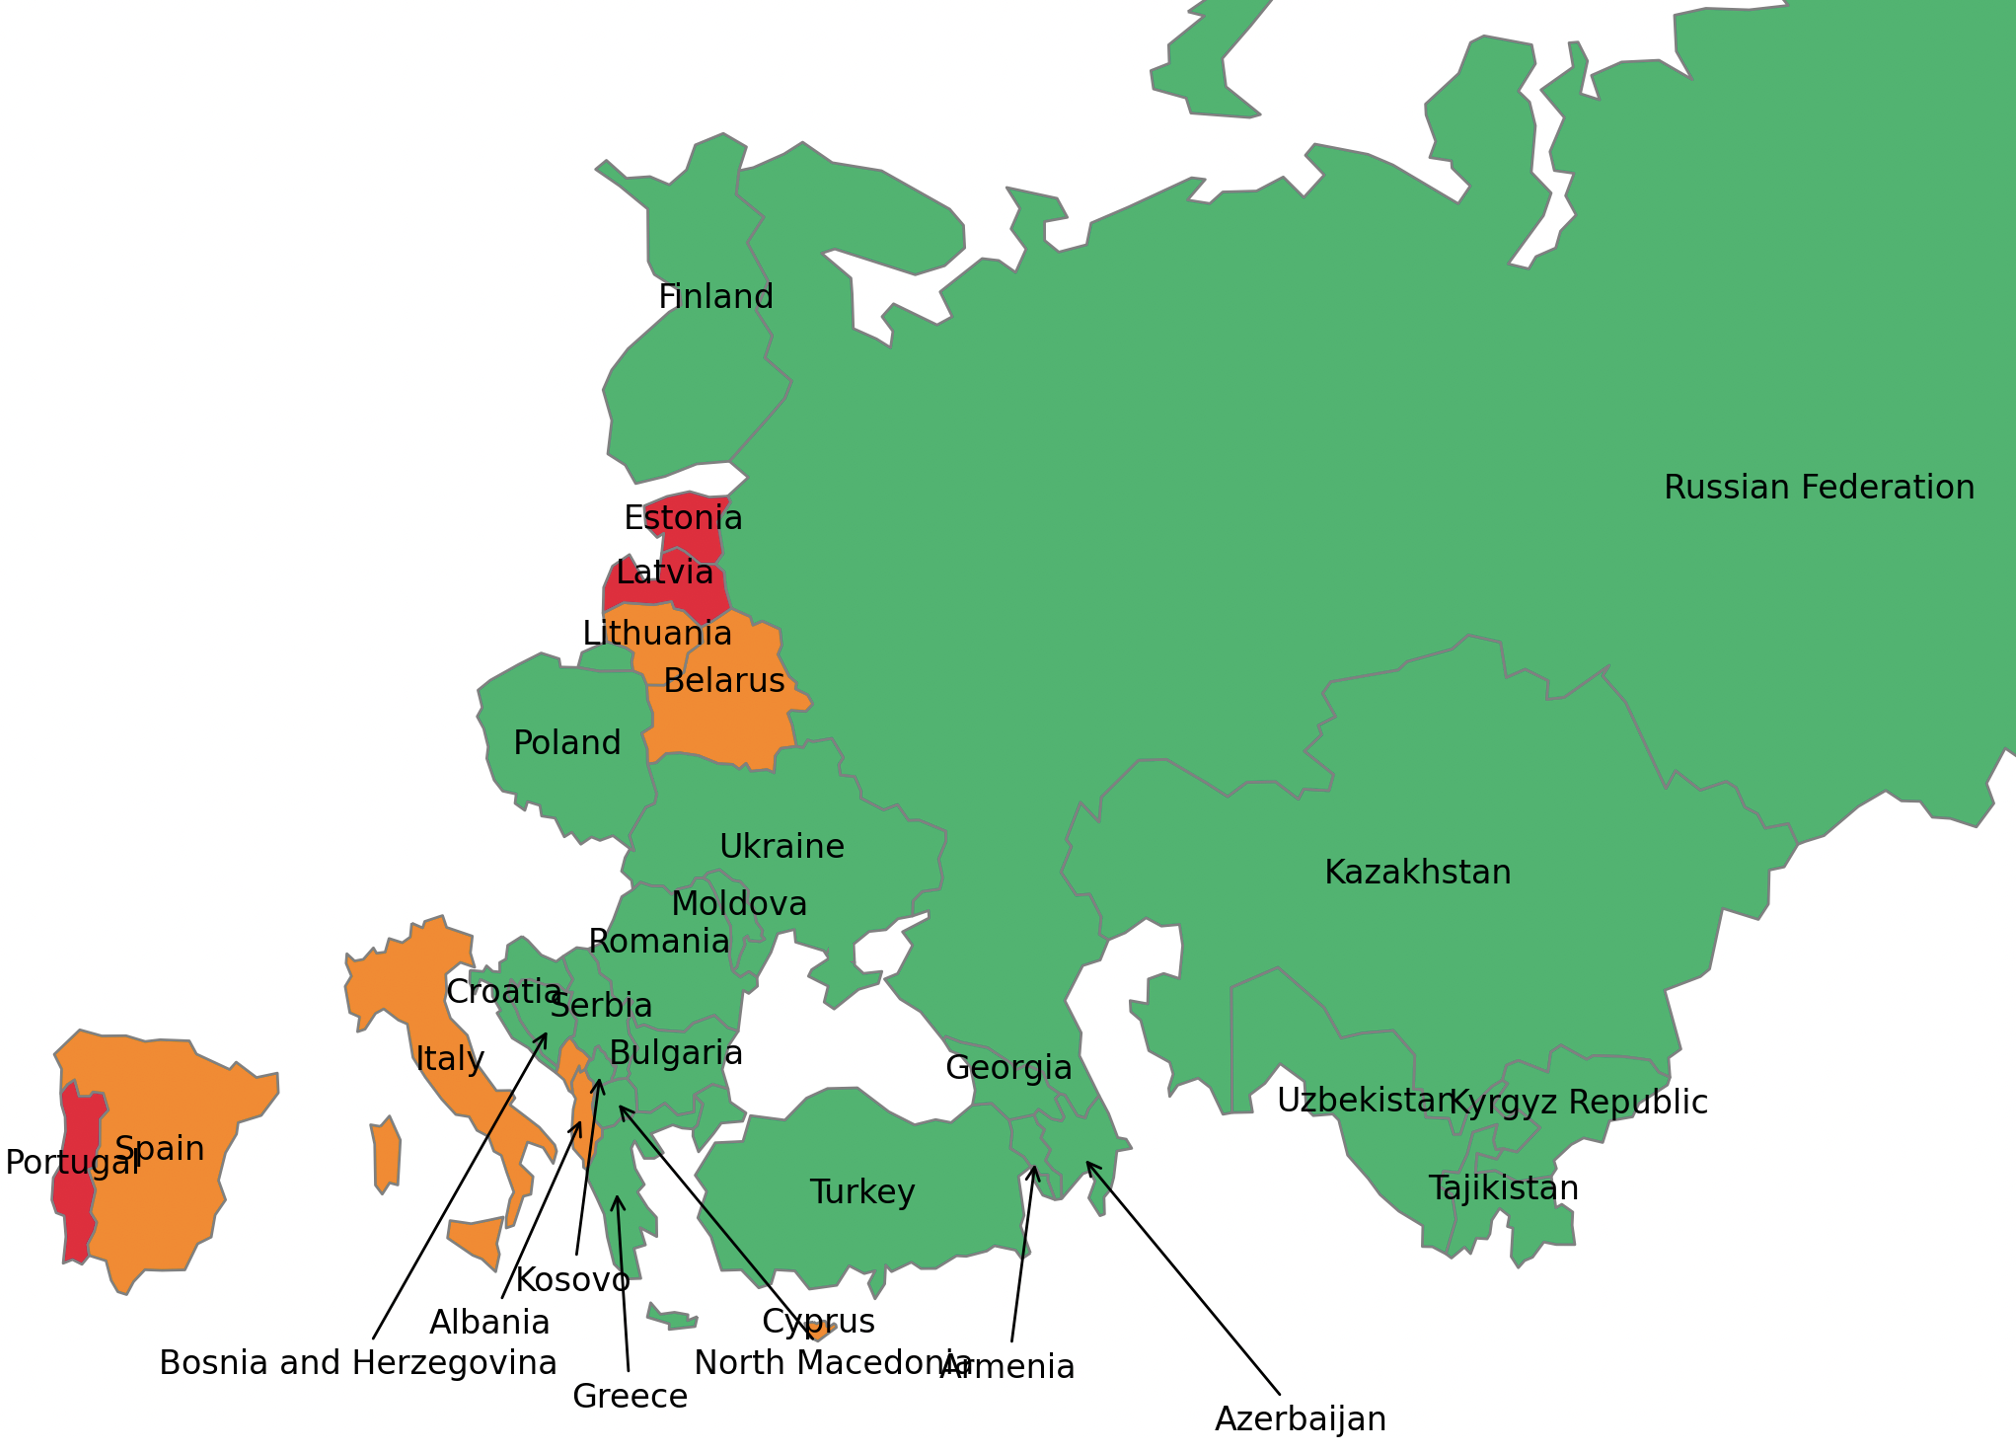 Finland
Russian Federation
Estonia
Latvia
Lithuania
Belarus
Poland
Ukraine
Kazakhstan
Moldova
Romania
Croatia
Serbia
Bulgaria
Italy
Georgia
Uzbekistan
Kyrgyz Republic
Spain
Portugal
Turkey
Tajikistan
Kosovo
Albania
Cyprus
Bosnia and Herzegovina
North Macedonia
Armenia
Greece
Azerbaijan